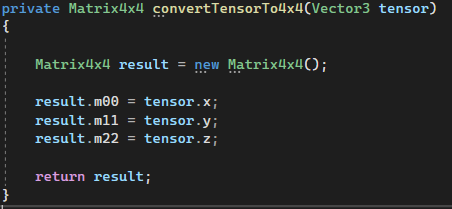 private Matrix4x4 convertTensorTo4x4(Vector3 tensor)
{
Matrix4x4 result = new Matrix4x4();
result.m00 = tensor.x;
result.m11 = tensor.y;
result.m22 = tensor.z;
return result;
}